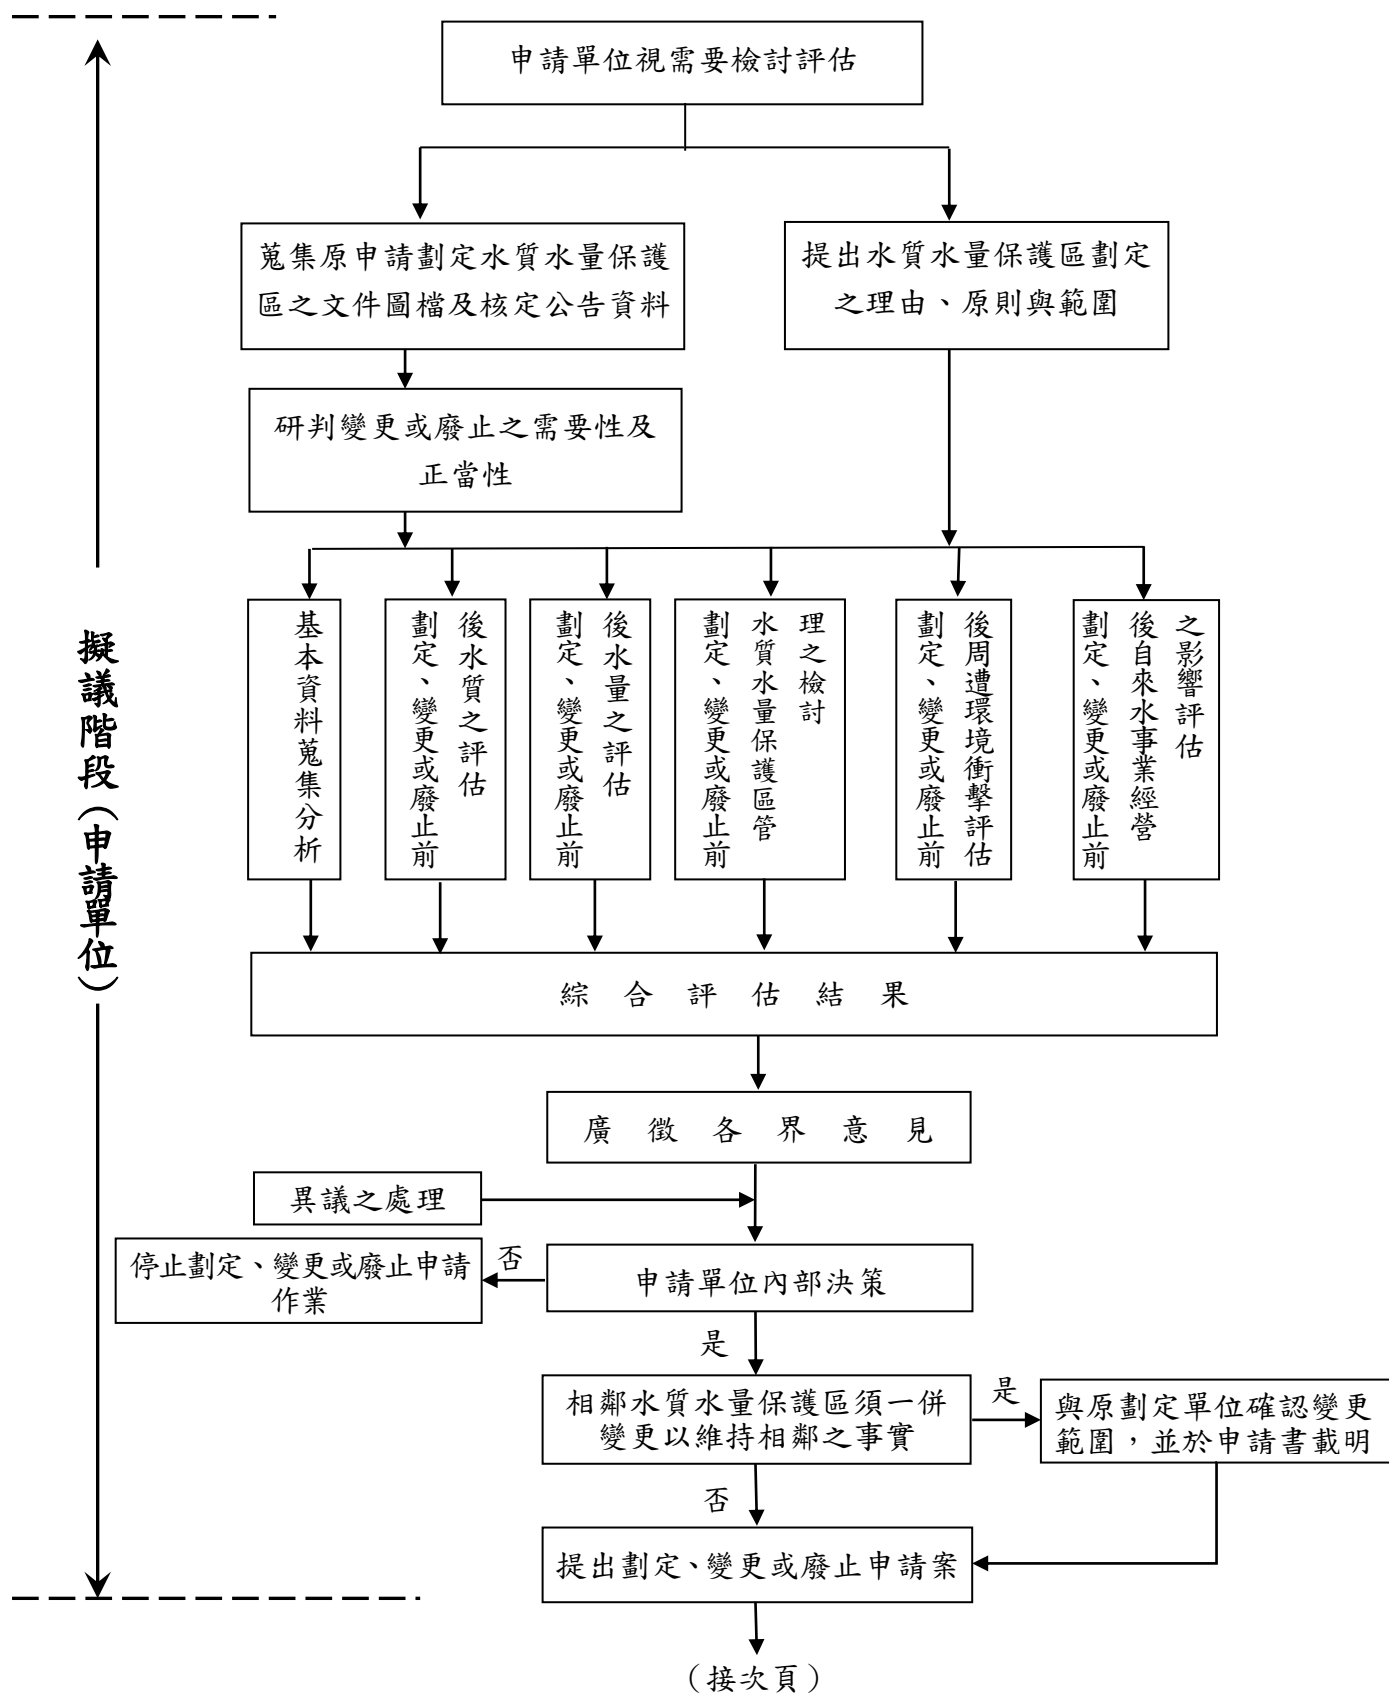 申請單位視需要檢討評估
蒐集原申請劃定水質水量保護
區之文件圖檔及核定公告資料
提出水質水量保護區劃定
之理由、原則與範圍
研判變更或廢止之需要性及
正當性
擬議階段(申請單位)
基本資料蒐集分析
劃定、變更或廢止前
後水質之評估
劃定、變更或廢止前
後水量之評估
劃定、變更或廢止前
水質水量保護區管
理之檢討
劃定、變更或廢止前
後周遭環境衝擊評估
劃定、變更或廢止前
後自來水事業經營
之影響評估
綜合評估結果
廣徵各界意見
異議之處理
停止劃定、變更或廢止申請
作業
否
申請單位內部決策
是
相鄰水質水量保護區須一併
變更以維持相鄰之事實
是
與原劃定單位確認變更
範圍，並於申請書載明
否
提出劃定、變更或廢止申請案
（接次頁）